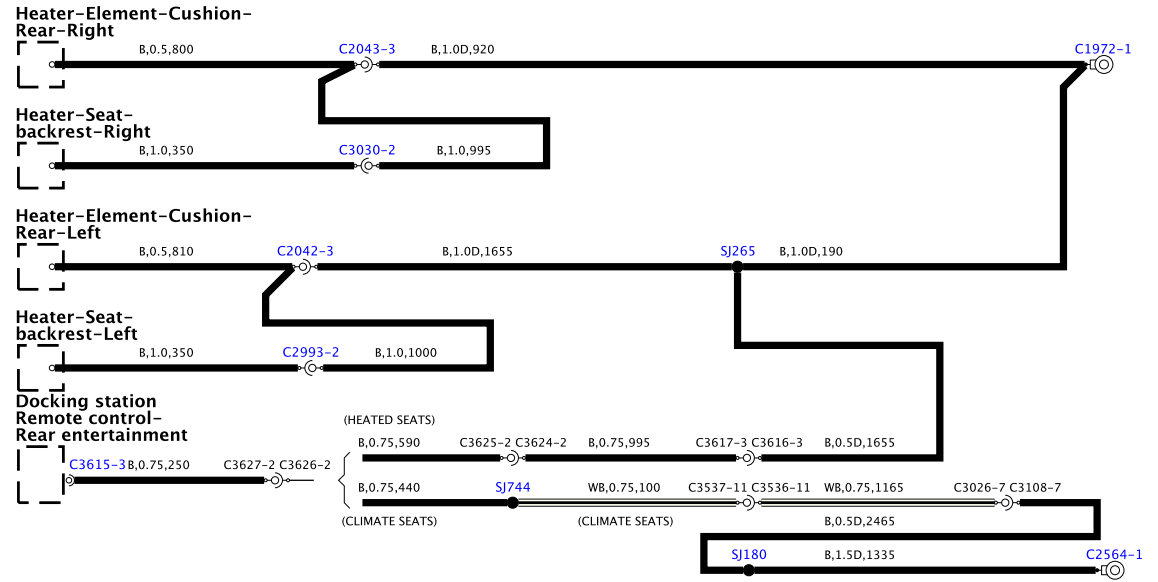 Heater-Element-Cushion-
Rear-Right
B,0.5,800
C2043-3
B,1.0D,920
C1972-1
Heater-Seat-
backrest-Right
B,1.0,350
C3030-2
B,1.0,995
Heater-Element-Cushion-
Rear-Left
B,0.5,810
C2042-3
B,1.0D,1655
SJ265
B,1.0D,190
Heater-Seat-
backrest-Left
B,1.0,350
C2993-2
B,1.0,1000
Docking station
Remote control-
Rear entertainment
C3615-3
B,0.75,250
C3627-2 C3626-2
(HEATED SEATS)
B,0.75,590
C3625-2 C3624-2
B,0.75,995
C3617-3 C3616-3
B,0.5D,1655
B,0.75,440
SJ744
WB,0.75,100
C3537-11 C3536-11
WB,0.75,1165
C3026-7 C3108-7
(CLIMATE SEATS)
(CLIMATE SEATS)
B,0.5D,2465
SJ180
B,1.5D,1335
C2564-1